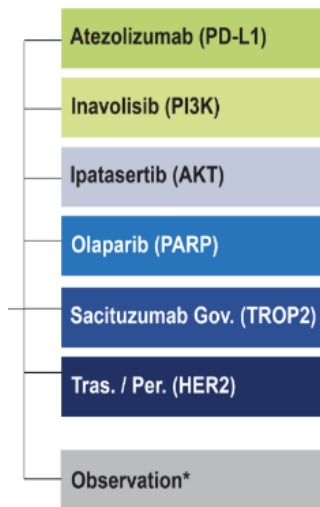 Atezolizumab (PD-L1)
Inavolisib (PI3K)
Ipatasertib (AKT)
Olaparib (PARP)
Sacituzumab Gov. (TROP2)
Tras. / Per. (HER2)
Observation*